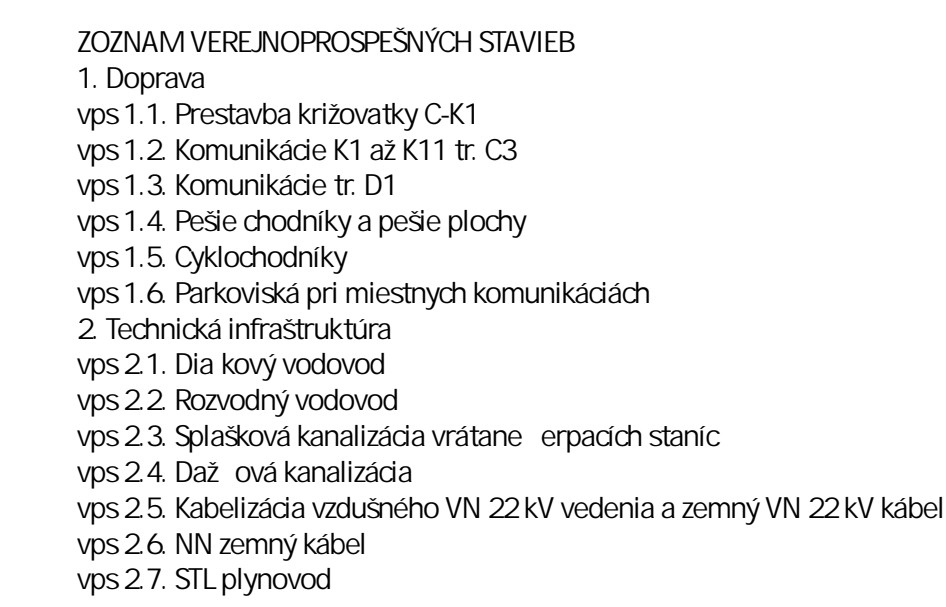 ZOZNAM VEREJNOPROSPEŠNÝCH STAVIEB
1. Doprava
vps 1.1. Prestavba križovatky C-K1
vps 1.2. Komunikácie K1 až K11 tr. C3
vps 1.3. Komunikácie tr. D1
vps 1.4. Pešie chodníky a pešie plochy
vps 1.5. Cyklochodníky
vps 1.6. Parkoviská pri miestnych komunikáciách
2. Technická infraštruktúra
vps 2.1. Dia kový vodovod
vps 2.2. Rozvodný vodovod
vps 2.3. Splašková kanalizácia vrátane erpacích staníc
vps 2.4. Daž ová kanalizácia
vps 2.5. Kabelizácia vzdušného VN 22 kV vedenia a zemný VN 22 kV kábel
vps 2.6. NN zemný kábel
vps 2.7. STL plynovod